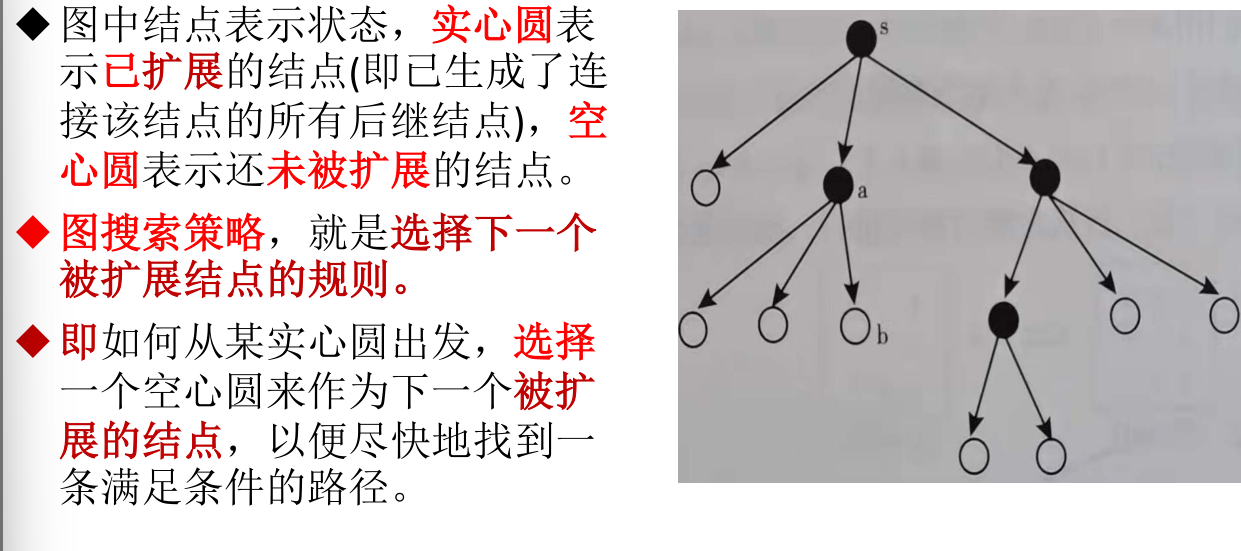 ◆图中结点表示状态，实心圆表
示已扩展的结点(即已生成了连
接该结点的所有后继结点)，空
心圆表示还未被扩展的结点。
◆图搜索策略，就是选择下一个
被扩展结点的规则。
◆即如何从某实心圆出发，选择
一个空心圆来作为下一个被扩
展的结点，以便尽快地找到一
条满足条件的路径。
s
a
b